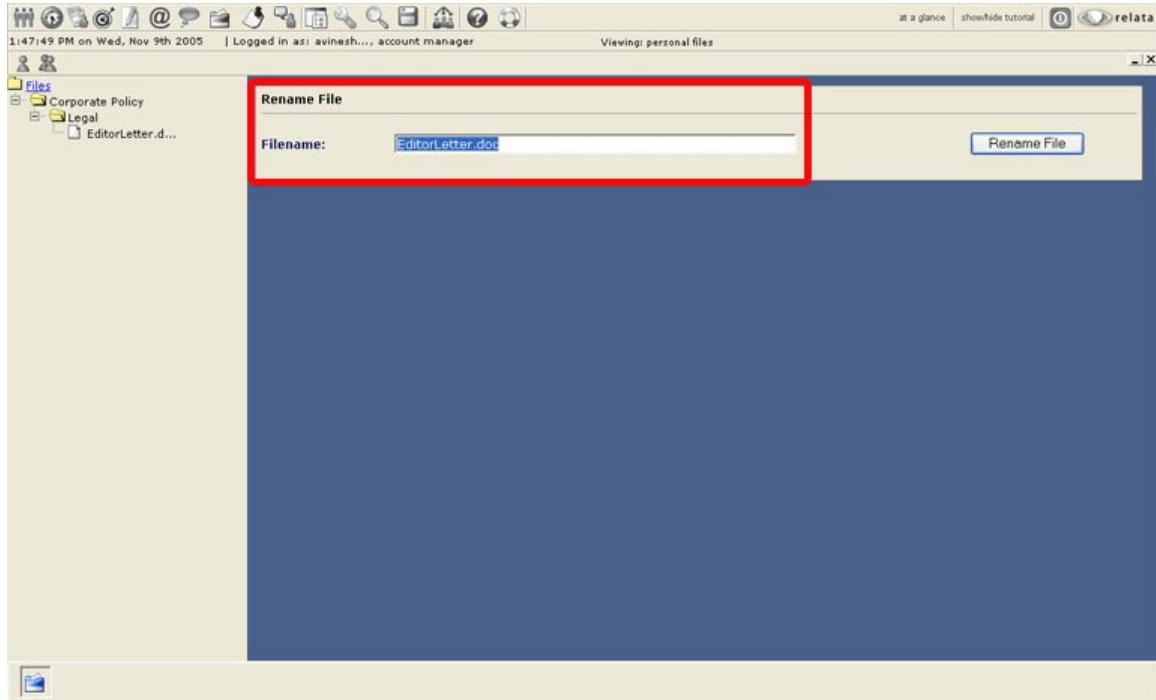 at a glance show/hide tutorial relata
1:47:49 PM on Wed, Nov 9th 2005 | Logged in as: avinesh..., account manager Viewing: personal files
Files
Corporate Policy
Legal
EditorLetter.d...
Rename File
Filename: EditorLetter.doc Rename File